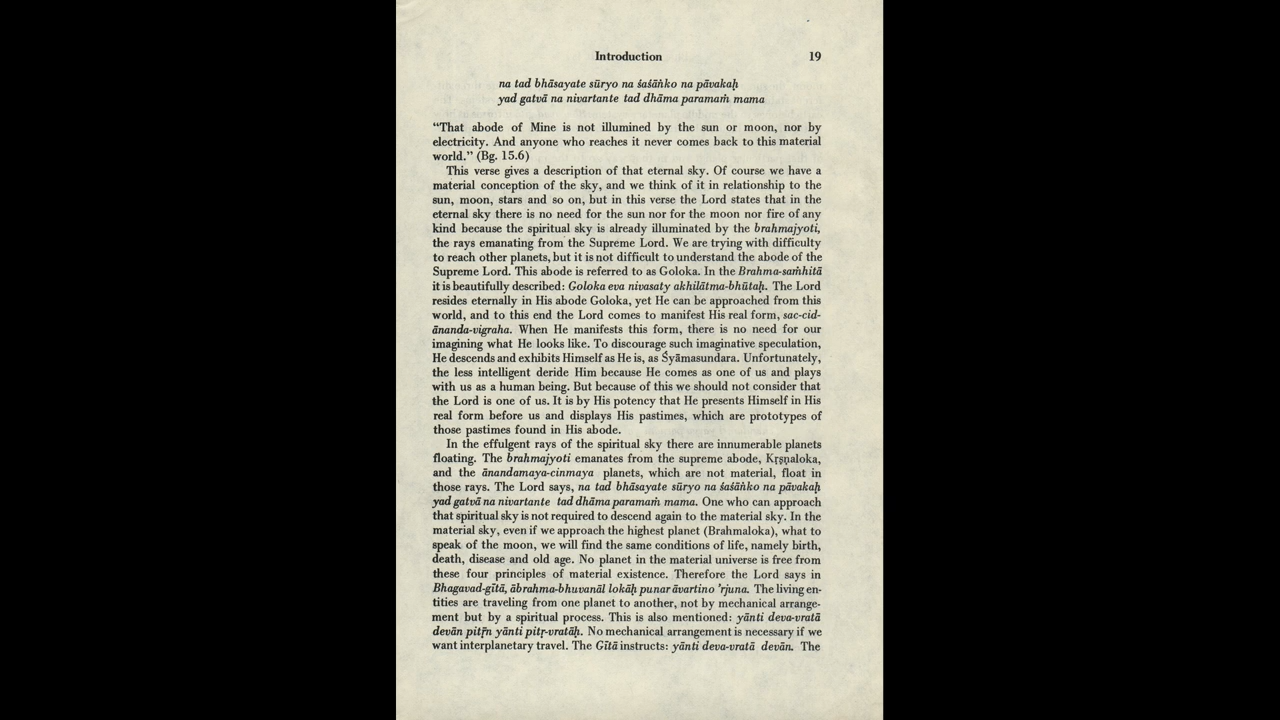 Introduction 19
na tad bhāsayate sūryo na śaśāṅko na pāvakaḥ
yad gatvā na nivartante tad dhāma paramaṁ mama
“That abode of Mine is not illumined by the sun or moon, nor by
electricity. And anyone who reaches it never comes back to this material
world.” (Bg. 15.6)
This verse gives a description of that eternal sky. Of course we have a
material conception of the sky, and we think of it in relationship to the
sun, moon, stars and so on, but in this verse the Lord states that in the
eternal sky there is no need for the sun nor for the moon nor fire of any
kind because the spiritual sky is already illuminated by the brahmajyoti,
the rays emanating from the Supreme Lord. We are trying with difficulty
to reach other planets, but it is not difficult to understand the abode of the
Supreme Lord. This abode is referred to as Goloka. In the Brahma-saṁhitā
it is beautifully described: Goloka eva nivasaty akhilātma-bhūtaḥ. The Lord
resides eternally in His abode Goloka, yet He can be approached from this
world, and to this end the Lord comes to manifest His real form, sac-cid-
ānanda-vigraha. When He manifests this form, there is no need for our
imagining what He looks like. To discourage such imaginative speculation,
He descends and exhibits Himself as He is, as Śyāmasundara. Unfortunately,
the less intelligent deride Him because He comes as one of us and plays
with us as a human being. But because of this we should not consider that
the Lord is one of us. It is by His potency that He presents Himself in His
real form before us and displays His pastimes, which are prototypes of
those pastimes found in His abode.
In the effulgent rays of the spiritual sky there are innumerable planets
floating. The brahmajyoti emanates from the supreme abode, Kṛṣṇaloka,
and the ānandamaya-cinmaya planets, which are not material, float in
those rays. The Lord says, na tad bhāsayate sūryo na śaśāṅko na pāvakaḥ
yad gatvā na nivartante tad dhāma paramaṁ mama. One who can approach
that spiritual sky is not required to descend again to the material sky. In the
material sky, even if we approach the highest planet (Brahmaloka), what to
speak of the moon, we will find the same conditions of life, namely birth,
death, disease and old age. No planet in the material universe is free from
these four principles of material existence. Therefore the Lord says in
Bhagavad-gītā, ābrahma-bhuvanāl lokāḥ punar āvartino ’rjuna. The living en-
tities are traveling from one planet to another, not by mechanical arrange-
ment but by a spiritual process. This is also mentioned: yānti deva-vratā
devān pitṝn yānti pitṛ-vratāḥ. No mechanical arrangement is necessary if we
want interplanetary travel. The Gītā instructs: yānti deva-vratā devān. The